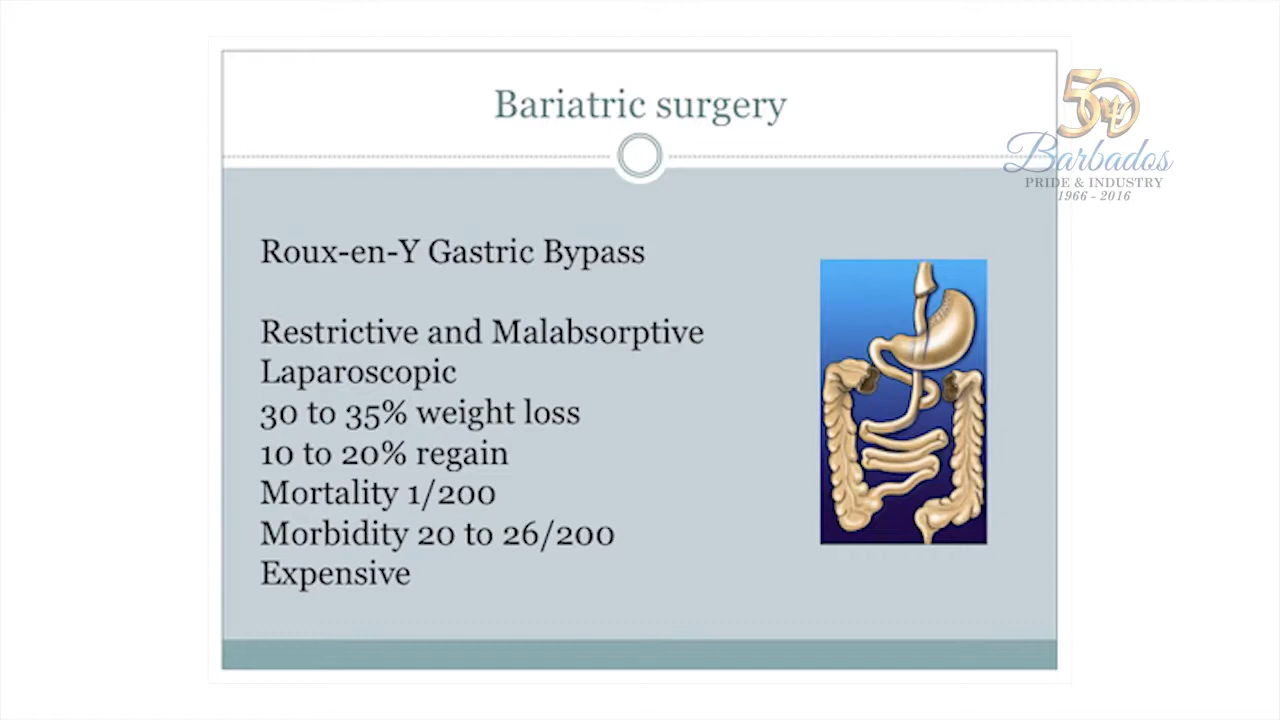 Bariatric surgery
50
Barbados
PRIDE & INDUSTRY
1966 - 2016
Roux-en-Y Gastric Bypass
Restrictive and Malabsorptive
Laparoscopic
30 to 35% weight loss
10 to 20% regain
Mortality 1/200
Morbidity 20 to 26/200
Expensive